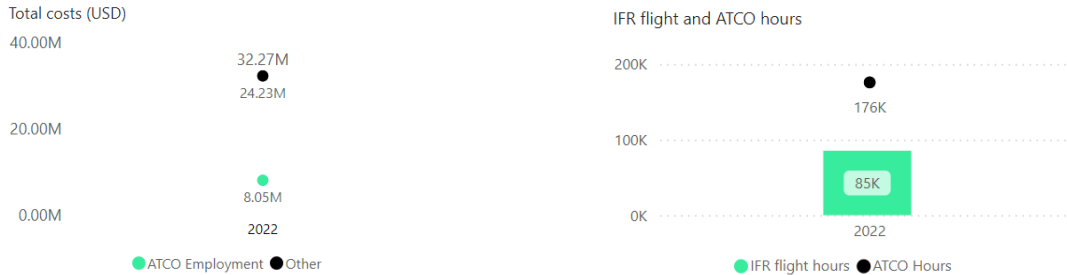 Total costs (USD)
40.00M
32.27M
24.23M
20.00M
8.05M
0.00M
2022
ATCO Employment Other
IFR flight and ATCO hours
200K
176K
100K
85K
0K
2022
IFR flight hours ATCO Hours